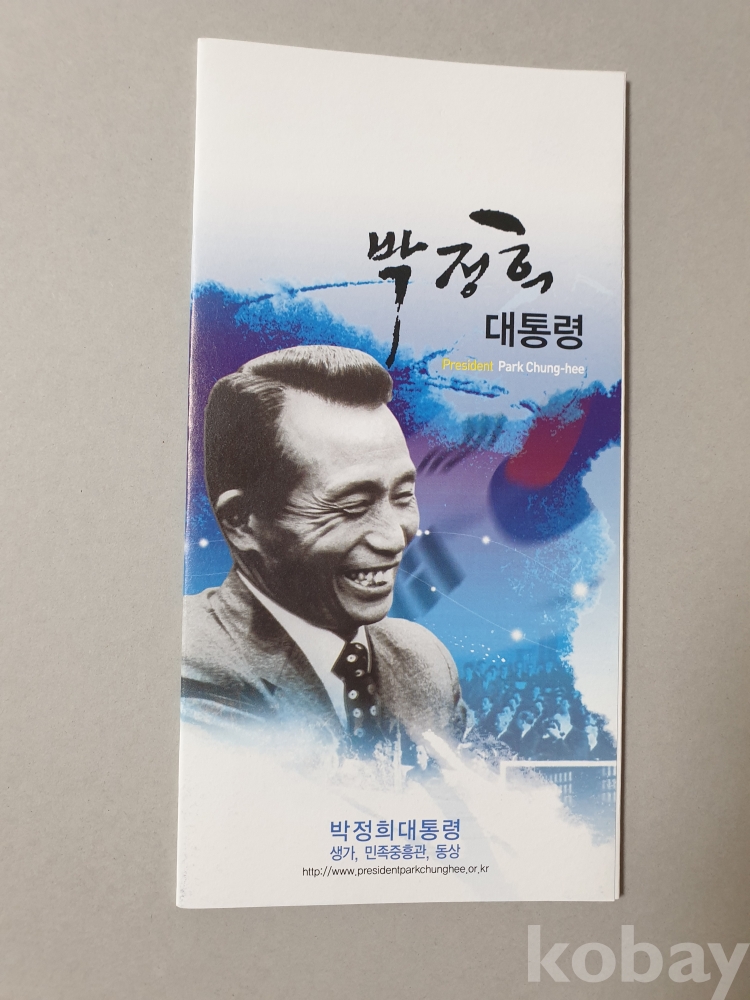 박정희
대통령
President Park Chung-hee
박정희대통령
생가, 민족중흥관, 동상
http://www.presidentparkchunghee.or.kr
kobay